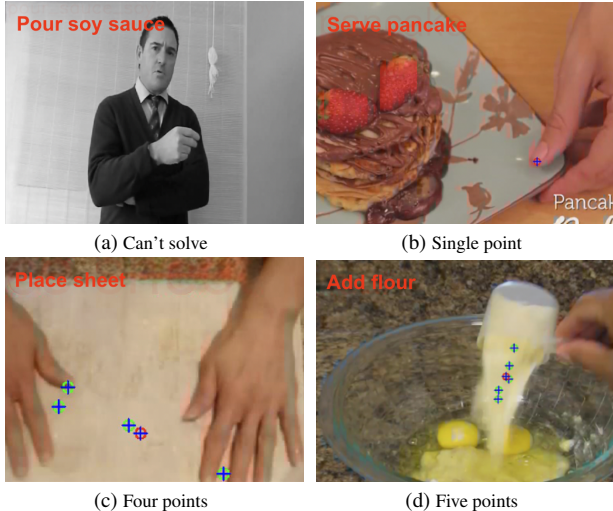 Pour soy sauce
Serve pancake
Pancak
(a) Can't solve
(b) Single point
Place sheet
Add flour
(c) Four points
(d) Five points